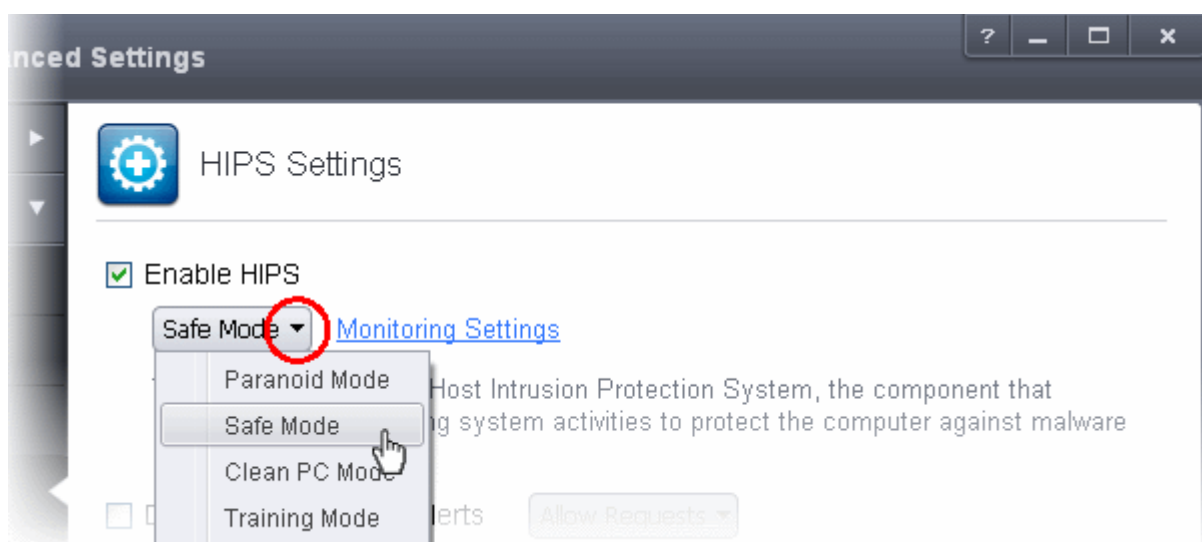 nced Settings
?
HIPS Settings
Enable HIPS
Safe Mode Monitoring Settings
Paranoid Mode
Host Intrusion Protection System, the component that
Safe Mode
system activities to protect the computer against malware
Clean PC Mode
Training Mode
Allow Requests